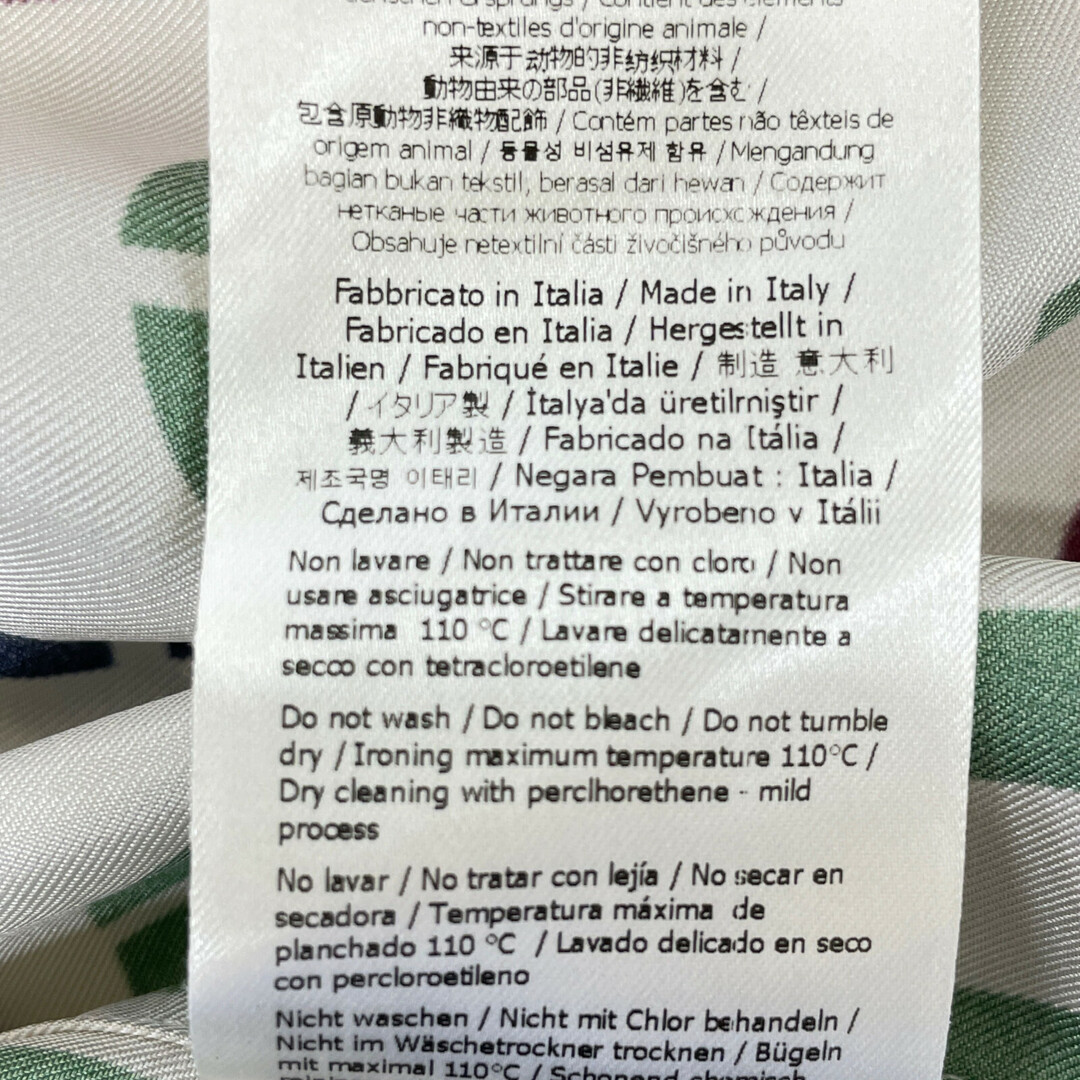 non-textiles d'origine animale /
来源于动物的非纺织材料 /
動物由来の部品(非繊維)を含む /
包含原動物非織物配飾 / Contém partes não têxteis de
origem animal / 동물성 비섬유제 함유 / Mengandung
bagian bukan tekstil, berasal dari hewan / Содержит
нетканые части животного происхождения /
Obsahuje netextilní části živočišného původu
Fabbricato in Italia / Made in Italy /
Fabricado en Italia / Hergestellt in
Italien / Fabriqué en Italie / 制造 意大利
/ イタリア製 / İtalya'da üretilmiştir /
義大利製造 / Fabricado na Itália /
제조국명 이태리 / Negara Pembuat : Italia /
Сделано в Италии / Vyrobeno v Itálii
Non lavare / Non trattare con cloro / Non
usare asciugatrice / Stirare a temperatura
massima 110 °C / Lavare delicatamente a
secco con tetracloroetilene
Do not wash / Do not bleach / Do not tumble
dry / Ironing maximum temperature 110°C /
Dry cleaning with perclhorethene - mild
process
No lavar / No tratar con lejía / No secar en
secadora / Temperatura máxima de
planchado 110 °C / Lavado delicado en seco
con percloroetileno
Nicht waschen / Nicht mit Chlor behandeln /
Nicht im Wäschetrockner trocknen / Bügeln
mit maximal 110°C / Schonend chemisch